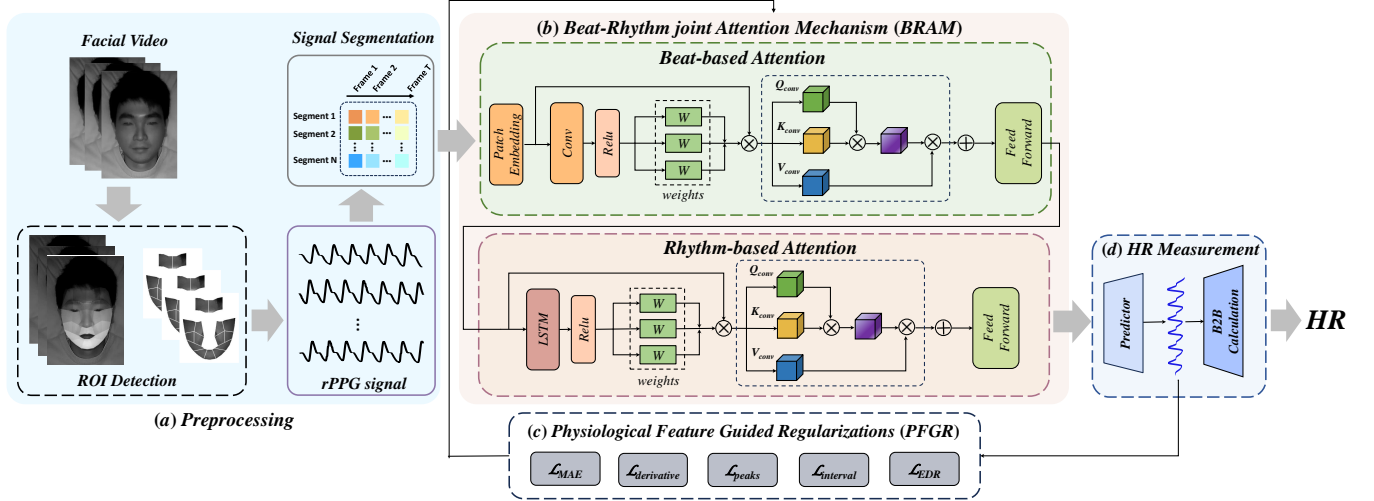 Facial Video
Signal Segmentation
Frame 1
Frame 2
Frame T
Segment 1
Segment 2
Segment N
ROI Detection
rPPG signal
(a) Preprocessing
(b) Beat-Rhythm joint Attention Mechanism (BRAM)
Beat-based Attention
Patch
Embedding
Conv
Relu
W
W
W
weights
Q_conv
K_conv
V_conv
Feed
Forward
Rhythm-based Attention
LSTM
Relu
W
W
W
weights
Q_conv
K_conv
V_conv
Feed
Forward
(c) Physiological Feature Guided Regularizations (PFGR)
ℒ_MAE
ℒ_derivative
ℒ_peaks
ℒ_interval
ℒ_EDR
(d) HR Measurement
Predictor
B2B
Calculation
HR